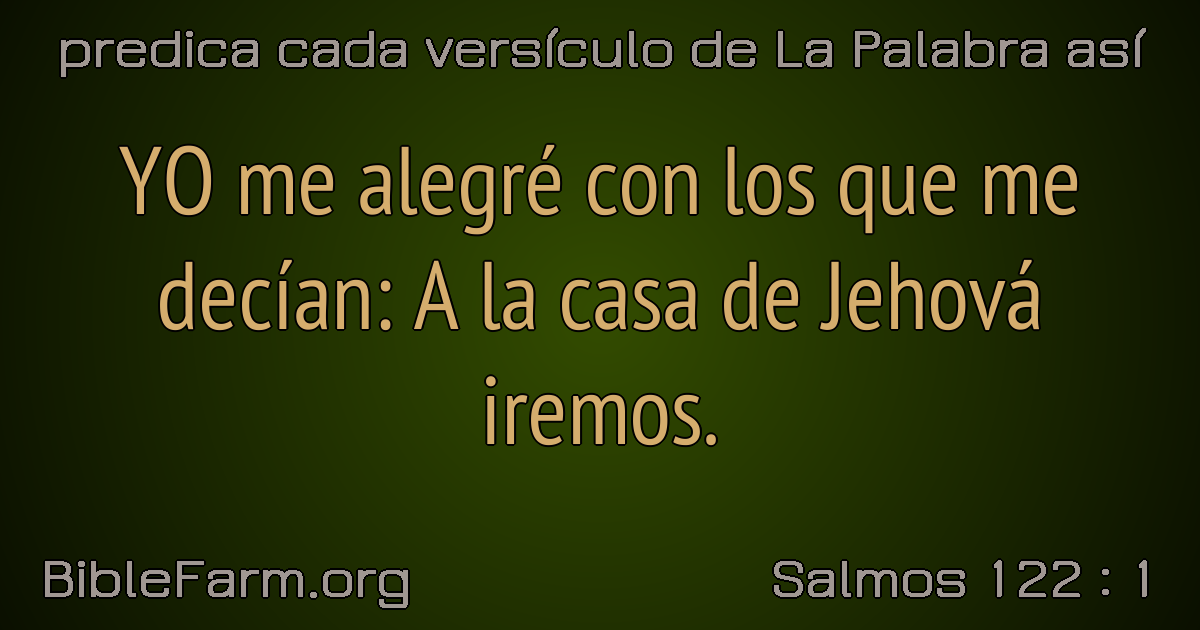 predica cada versículo de La Palabra así
YO me alegré con los que me
decían: A la casa de Jehová
iremos.
BibleFarm.org
Salmos 122 : 1